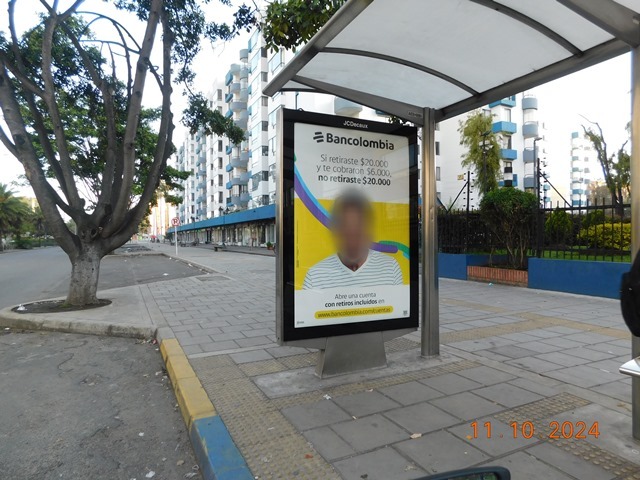 JCDecaux
Bancolombia
Si retiraste $20.000
y te cobraron $6.000,
no retiraste $20.000
Abre una cuenta
con retiros incluidos en
www.bancolombia.com/cuentas
11 10 2024